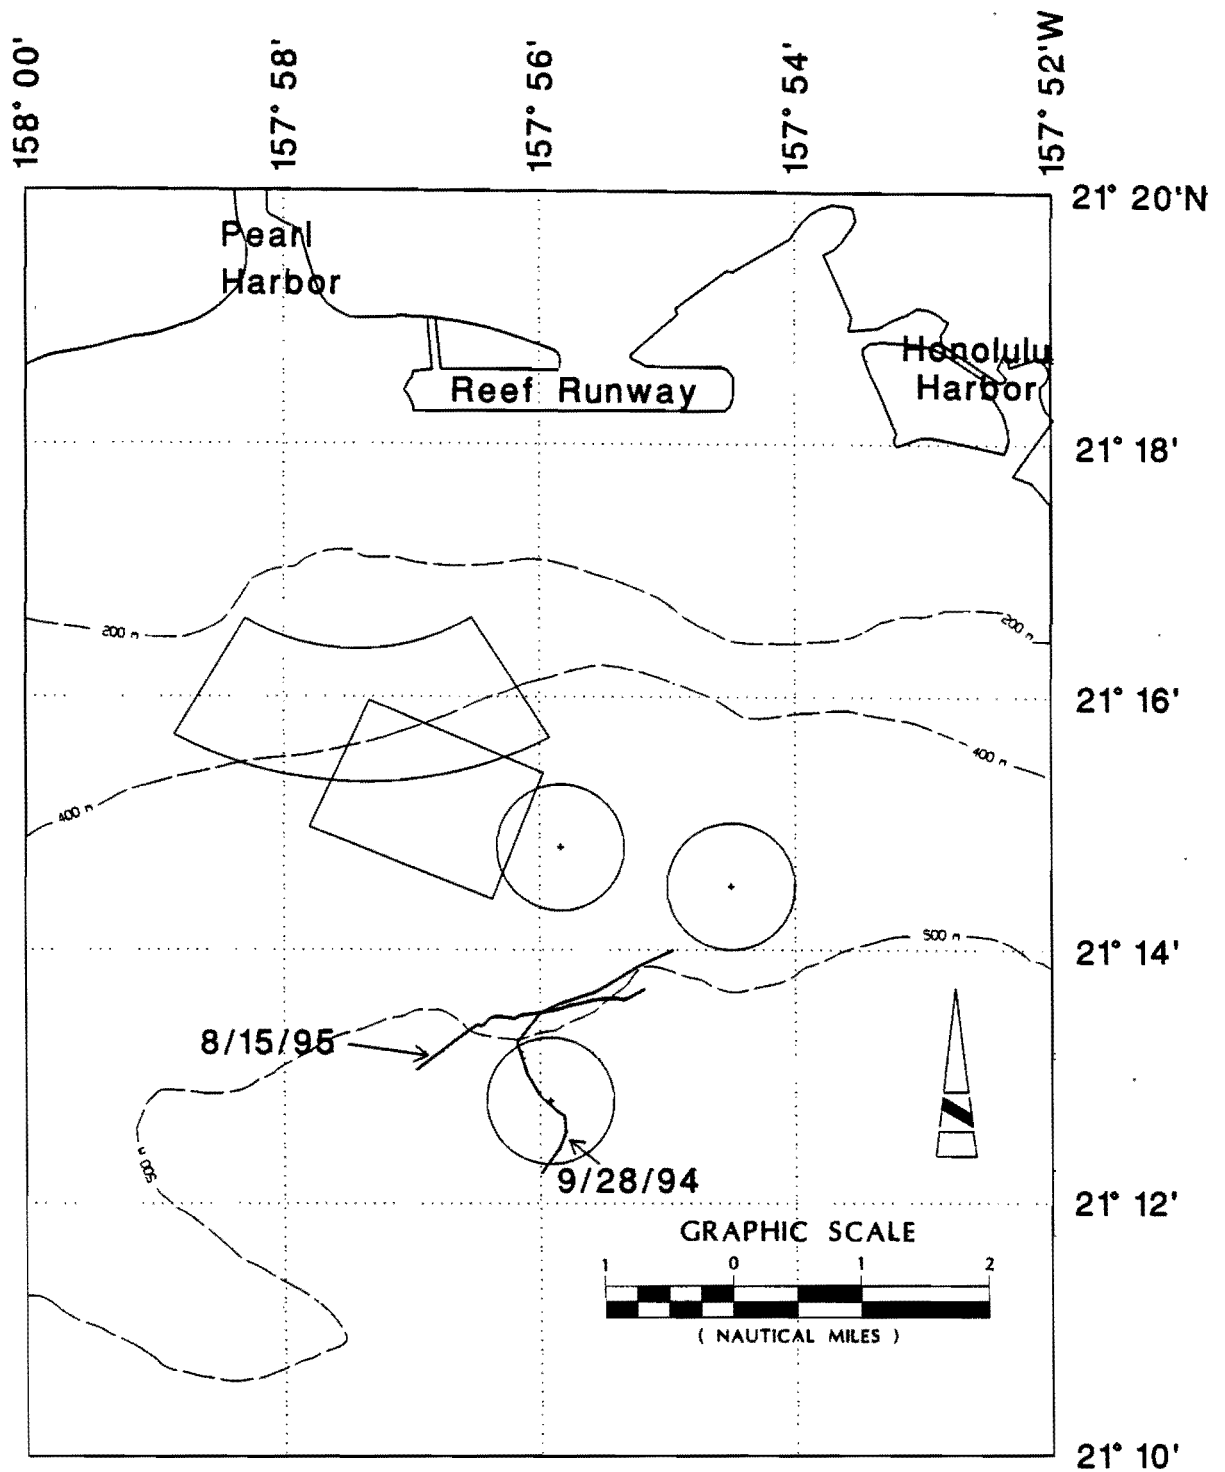 158° 00'
157° 58'
157° 56'
157° 54'
157° 52'W
21° 20'N
Pearl
Harbor
Honolulu
Harbor
Reef Runway
21° 18'
200 m
200 m
21° 16'
400 m
400 m
500 m
21° 14'
8/15/95
500 m
9/28/94
21° 12'
GRAPHIC SCALE
1 0 1 2
( NAUTICAL MILES )
21° 10'